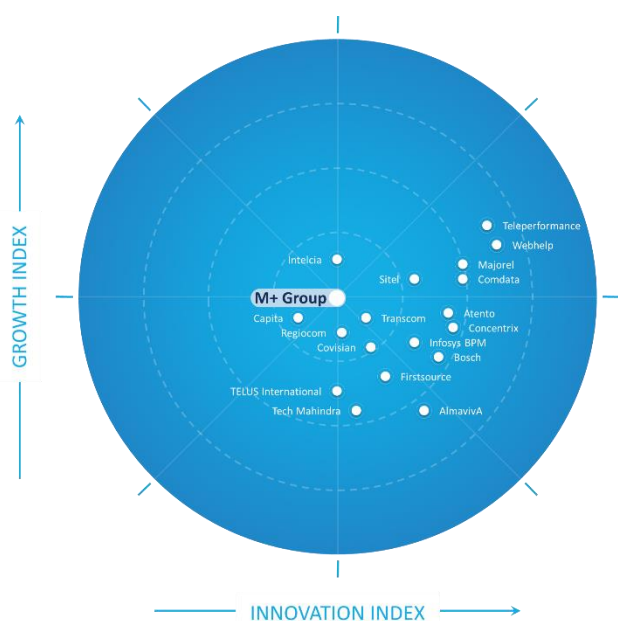 GROWTH INDEX
Teleperformance
Webhelp
Intelcia
Majorel
Sitel
Comdata
M+ Group
Capita
Transcom
Atento
Concentrix
Regiocom
Covisian
Infosys BPM
Bosch
Firstsource
TELUS International
Tech Mahindra
AlmavivA
INNOVATION INDEX